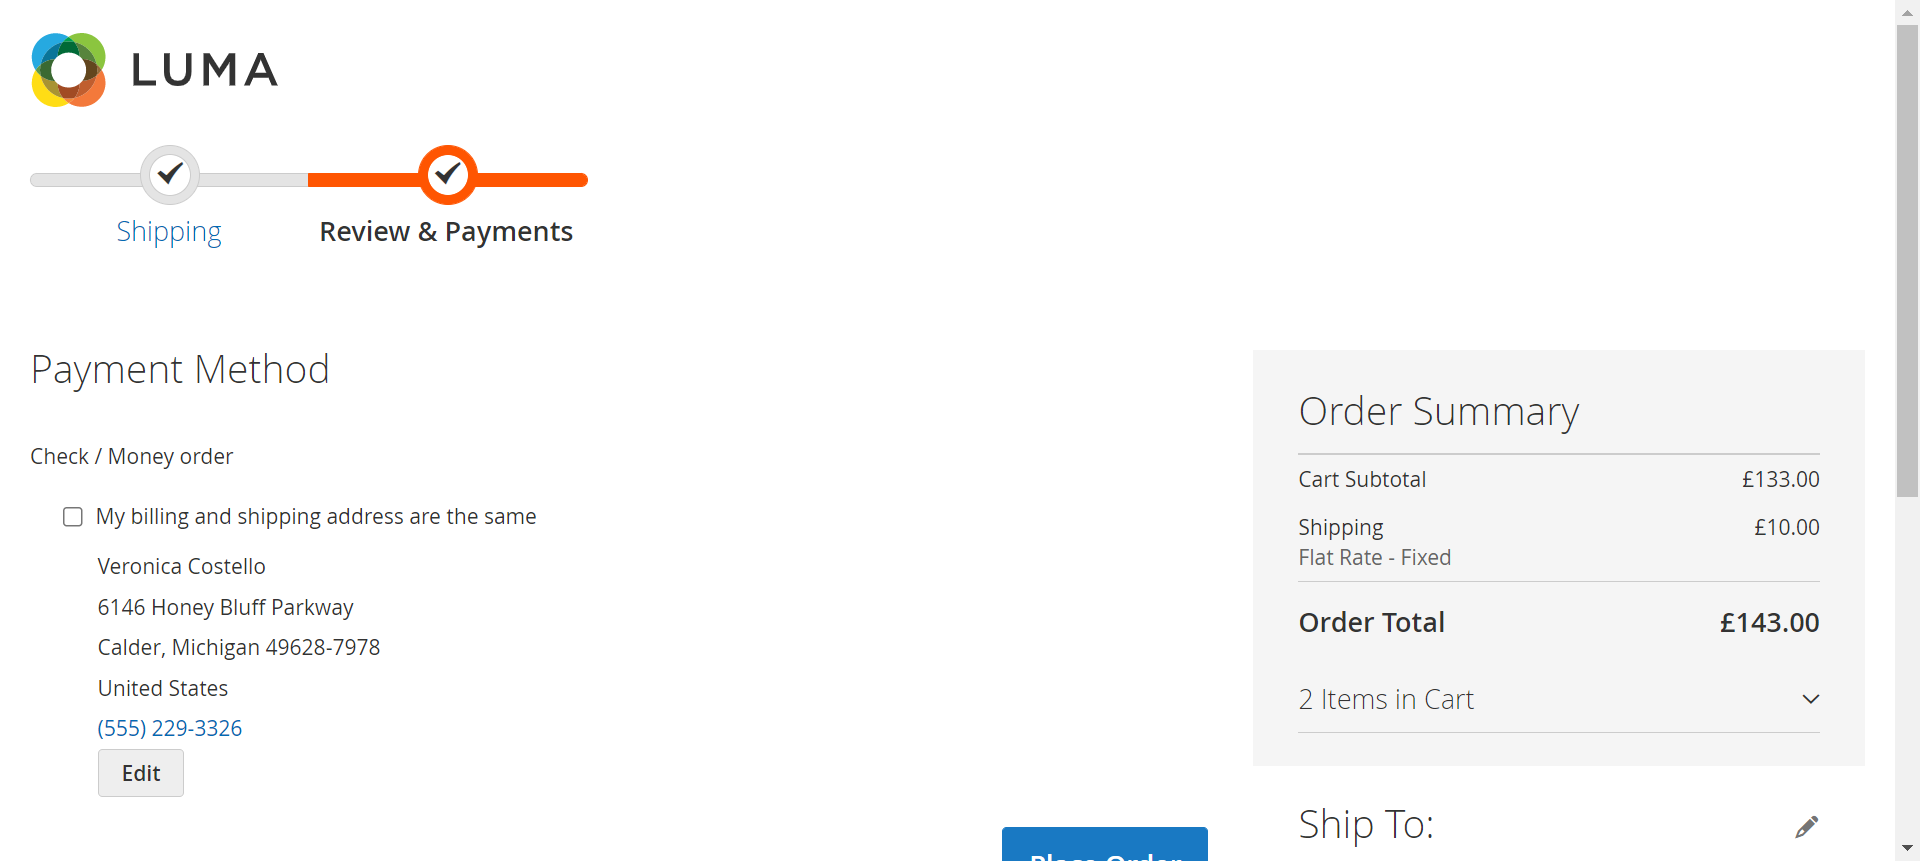 LUMA
Shipping
Review & Payments
Payment Method
Check / Money order
My billing and shipping address are the same
Veronica Costello
6146 Honey Bluff Parkway
Calder, Michigan 49628-7978
United States
(555) 229-3326
Edit
Place Order
Order Summary
Cart Subtotal £133.00
Shipping £10.00
Flat Rate - Fixed
Order Total £143.00
2 Items in Cart
Ship To: